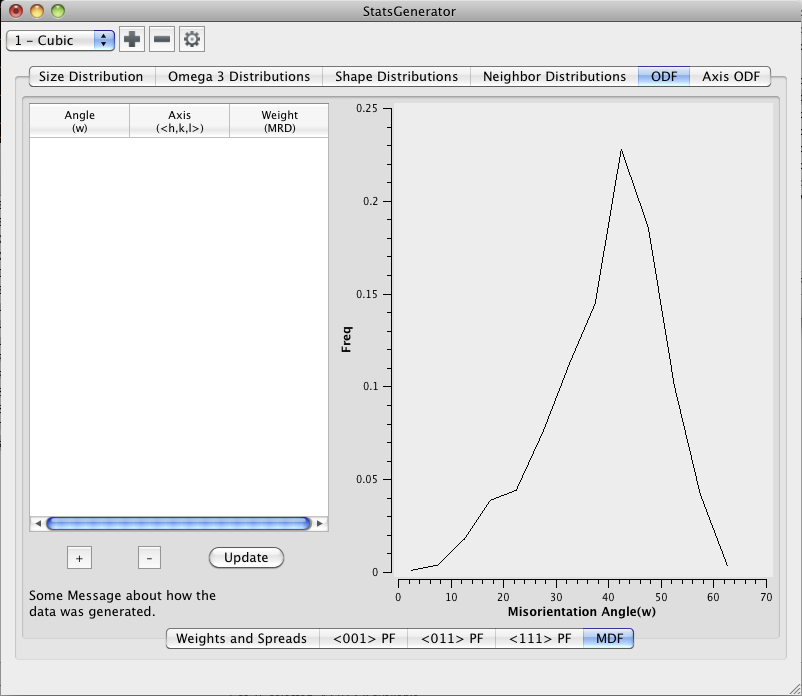 StatsGenerator
1 - Cubic
Size Distribution Omega 3 Distributions Shape Distributions Neighbor Distributions ODF Axis ODF
Angle (w)
Axis (<h,k,l>)
Weight (MRD)
+ - Update
Some Message about how the
data was generated.
Freq
0.25
0.2
0.15
0.1
0.05
0
0 10 20 30 40 50 60 70
Misorientation Angle(w)
Weights and Spreads <001> PF <011> PF <111> PF MDF